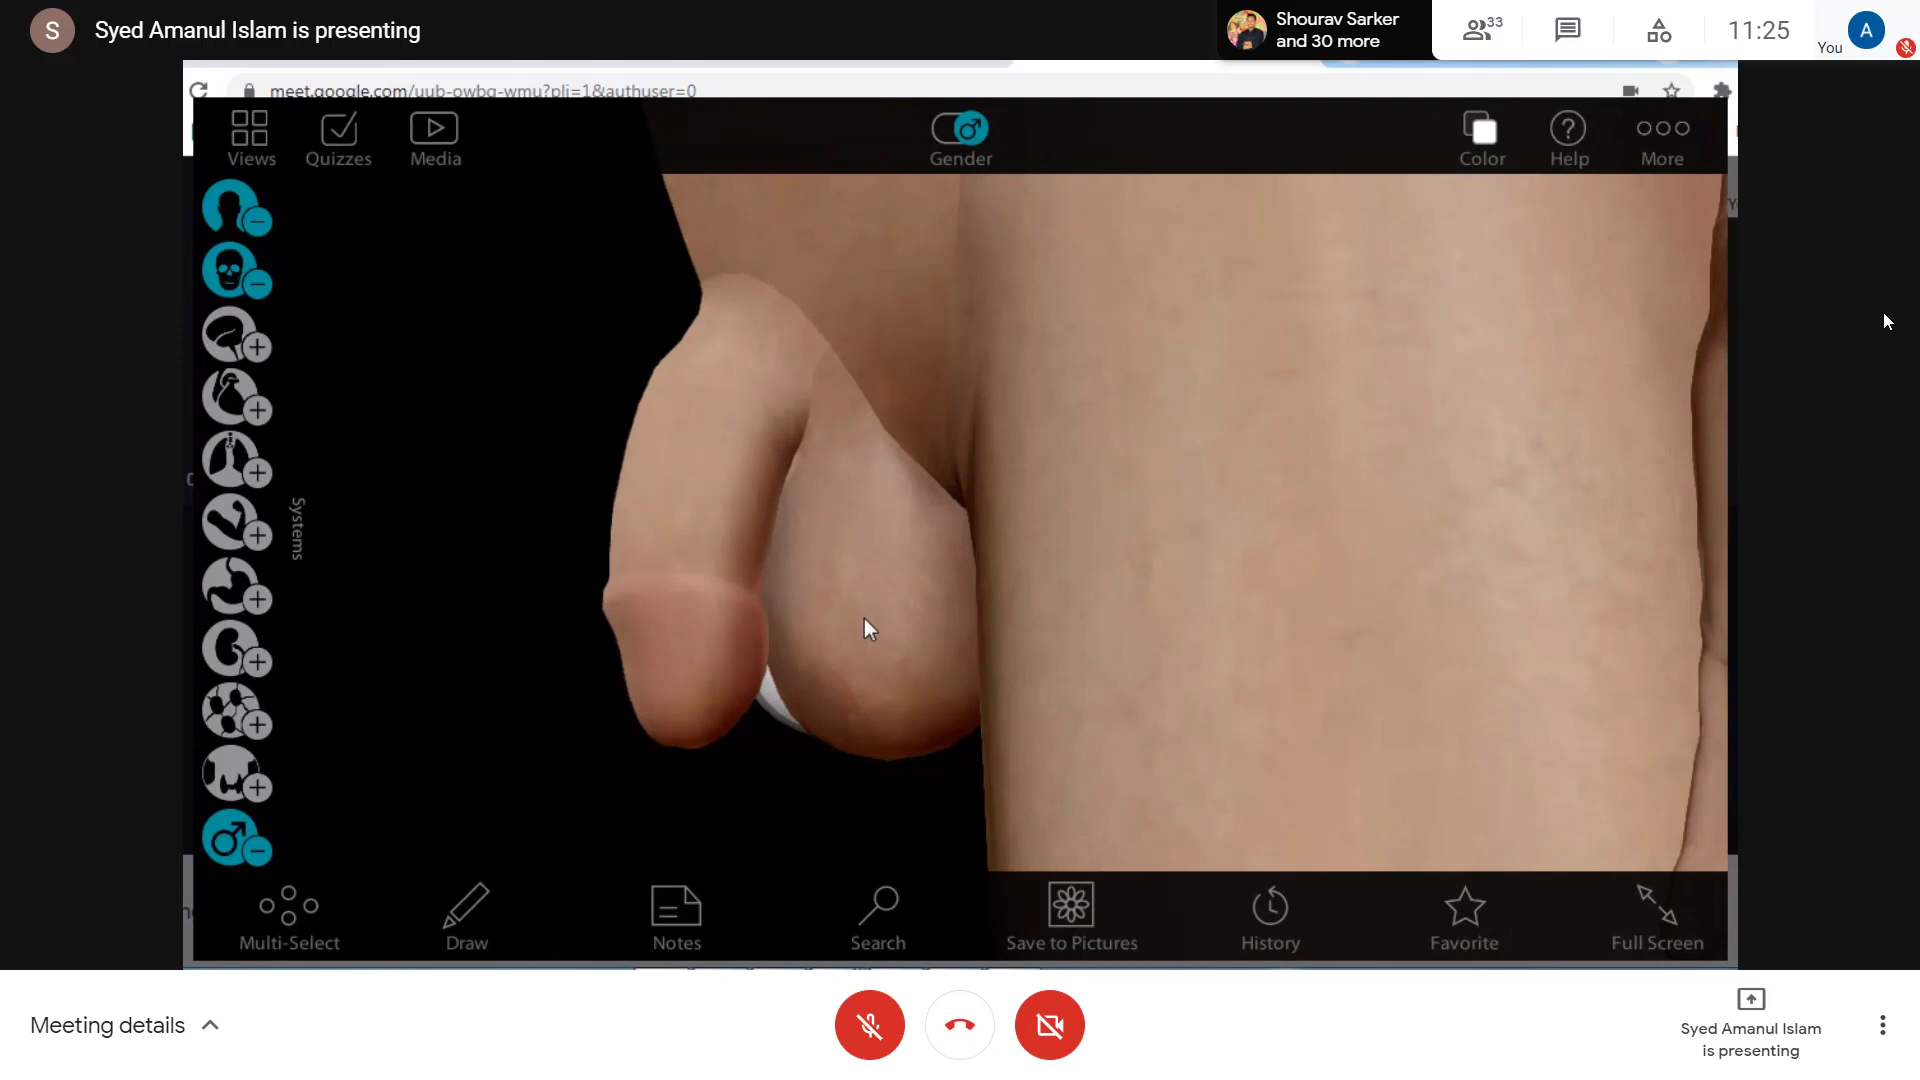 S
Syed Amanul Islam is presenting
Shourav Sarker
and 30 more
33
11:25
You
A
meet.google.com/uub-owbq-wmu?pli=1&authuser=0
Views
Quizzes
Media
Gender
Color
Help
More
Systems
Multi-Select
Draw
Notes
Search
Save to Pictures
History
Favorite
Full Screen
Meeting details
Syed Amanul Islam
is presenting